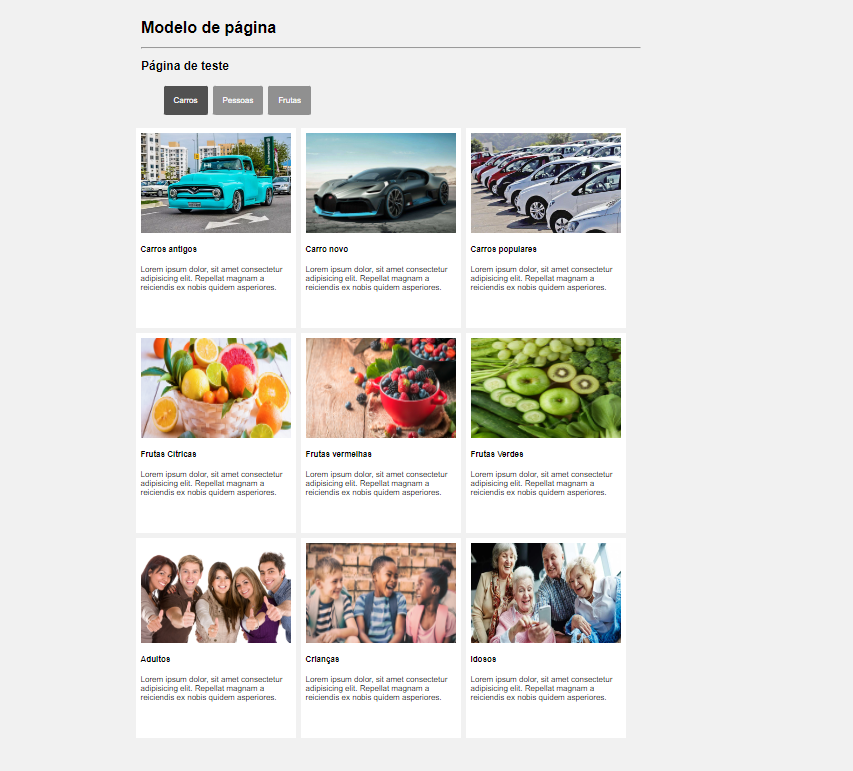 Modelo de página
Página de teste
Carros Pessoas Frutas
Carros antigos
Lorem ipsum dolor, sit amet consectetur
adipisicing elit. Repellat magnam a
reiciendis ex nobis quidem asperiores.
Carro novo
Lorem ipsum dolor, sit amet consectetur
adipisicing elit. Repellat magnam a
reiciendis ex nobis quidem asperiores.
Carros populares
Lorem ipsum dolor, sit amet consectetur
adipisicing elit. Repellat magnam a
reiciendis ex nobis quidem asperiores.
Frutas Cítricas
Lorem ipsum dolor, sit amet consectetur
adipisicing elit. Repellat magnam a
reiciendis ex nobis quidem asperiores.
Frutas vermelhas
Lorem ipsum dolor, sit amet consectetur
adipisicing elit. Repellat magnam a
reiciendis ex nobis quidem asperiores.
Frutas Verdes
Lorem ipsum dolor, sit amet consectetur
adipisicing elit. Repellat magnam a
reiciendis ex nobis quidem asperiores.
Adultos
Lorem ipsum dolor, sit amet consectetur
adipisicing elit. Repellat magnam a
reiciendis ex nobis quidem asperiores.
Crianças
Lorem ipsum dolor, sit amet consectetur
adipisicing elit. Repellat magnam a
reiciendis ex nobis quidem asperiores.
Idosos
Lorem ipsum dolor, sit amet consectetur
adipisicing elit. Repellat magnam a
reiciendis ex nobis quidem asperiores.